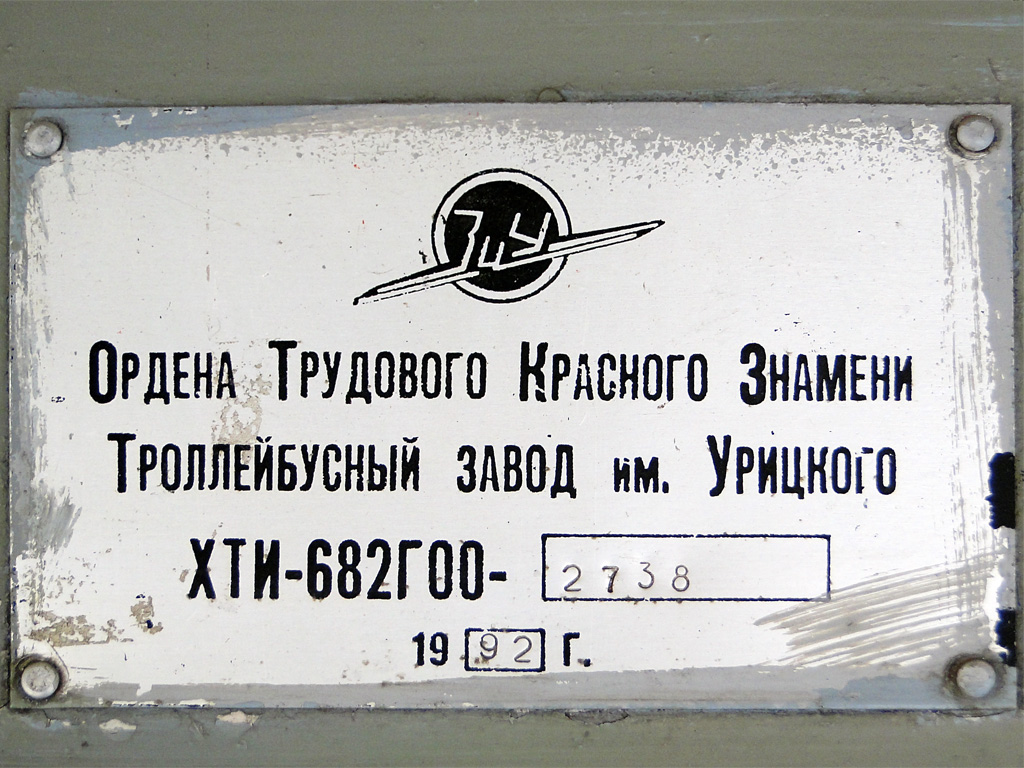 ЗиУ
Ордена Трудового Красного Знамени
Троллейбусный завод им. Урицкого
ХТИ-682Г00- 2738
1992 г.